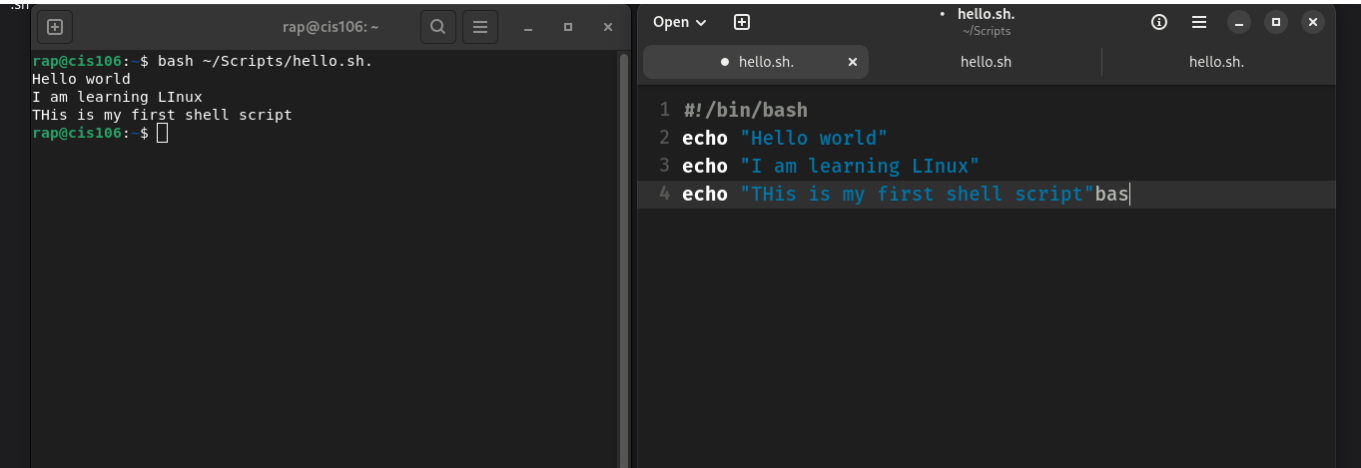 .sh
rap@cis106: ~
rap@cis106:~$ bash ~/Scripts/hello.sh.
Hello world
I am learning LInux
THis is my first shell script
rap@cis106:~$
Open
• hello.sh.
~/Scripts
• hello.sh.
hello.sh
hello.sh.
1 #!/bin/bash
2 echo "Hello world"
3 echo "I am learning LInux"
4 echo "THis is my first shell script"bas